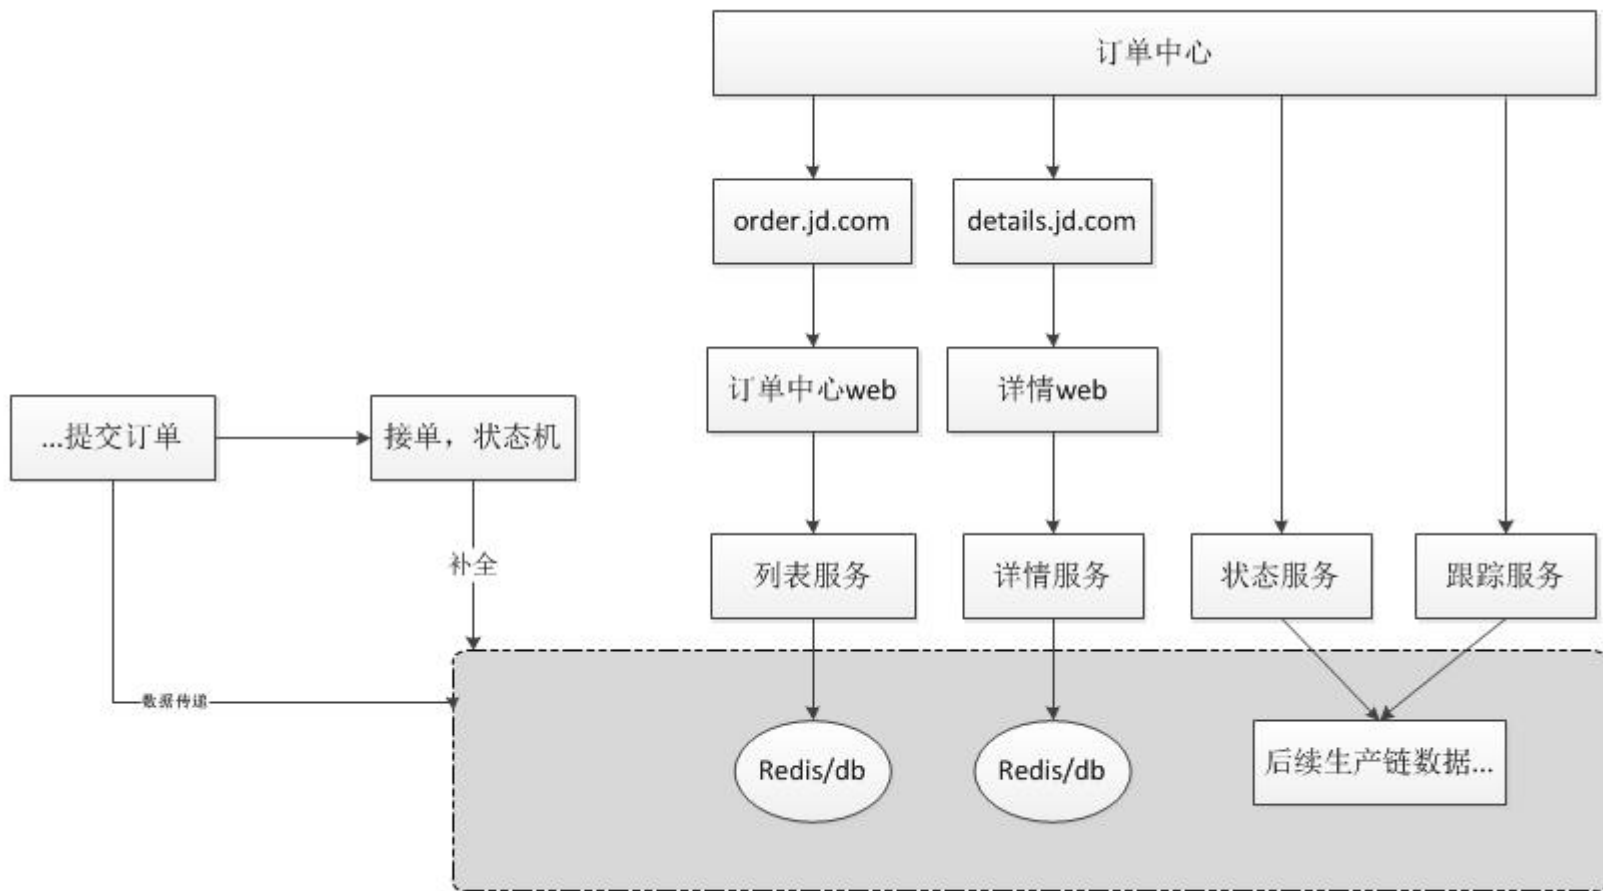 订单中心
order.jd.com
details.jd.com
订单中心web
详情web
...提交订单
接单，状态机
补全
列表服务
详情服务
状态服务
跟踪服务
数据传递
Redis/db
Redis/db
后续生产链数据...